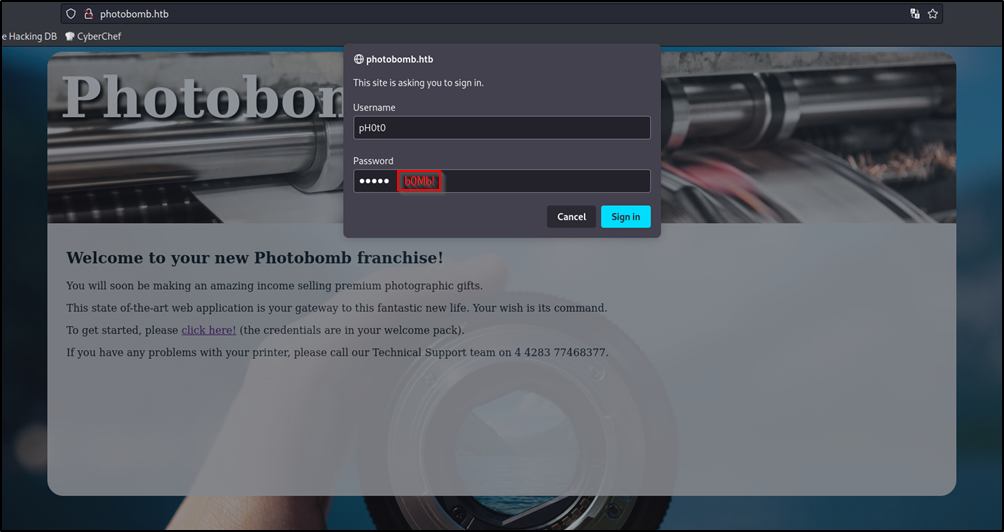 photobomb.htb
e Hacking DB CyberChef
Photobom
photobomb.htb
This site is asking you to sign in.
Username
pH0t0
Password
b0Mb!
Cancel
Sign in
Welcome to your new Photobomb franchise!
You will soon be making an amazing income selling premium photographic gifts.
This state of-the-art web application is your gateway to this fantastic new life. Your wish is its command.
To get started, please click here! (the credentials are in your welcome pack).
If you have any problems with your printer, please call our Technical Support team on 4 4283 77468377.